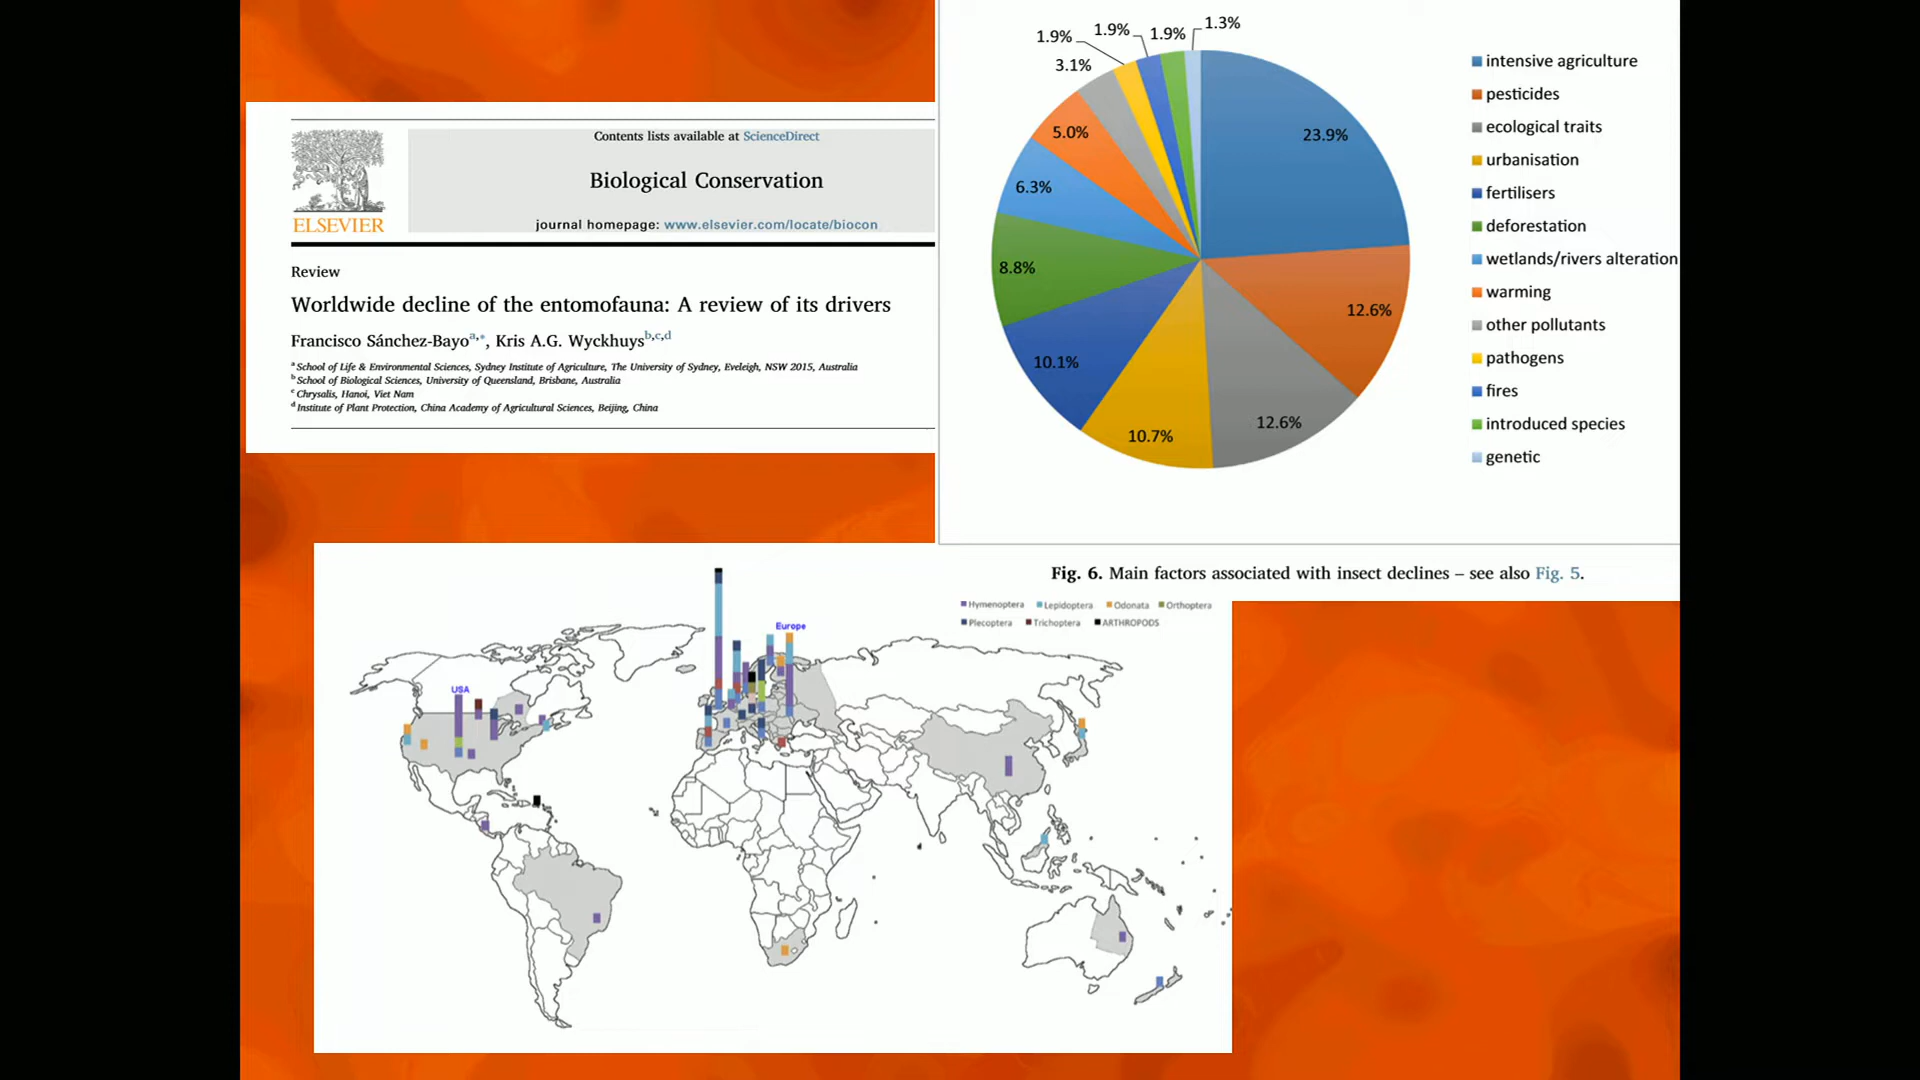 Contents lists available at ScienceDirect
Biological Conservation
journal homepage: www.elsevier.com/locate/biocon
ELSEVIER
Review
Worldwide decline of the entomofauna: A review of its drivers
Francisco Sánchez-Bayoa,*, Kris A.G. Wyckhuysb,c,d
a School of Life & Environmental Sciences, Sydney Institute of Agriculture, The University of Sydney, Eveleigh, NSW 2015, Australia
b School of Biological Sciences, University of Queensland, Brisbane, Australia
c Chrysalis, Hanoi, Viet Nam
d Institute of Plant Protection, China Academy of Agricultural Sciences, Beijing, China
1.3%
1.9%
1.9%
1.9%
3.1%
5.0%
6.3%
8.8%
10.1%
10.7%
12.6%
12.6%
23.9%
intensive agriculture
pesticides
ecological traits
urbanisation
fertilisers
deforestation
wetlands/rivers alteration
warming
other pollutants
pathogens
fires
introduced species
genetic
Fig. 6. Main factors associated with insect declines – see also Fig. 5.
Hymenoptera Lepidoptera Odonata Orthoptera
Plecoptera Trichoptera ARTHROPODS
Europe
USA